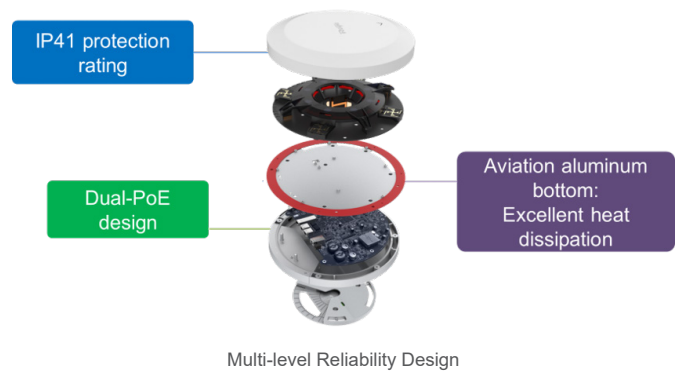 IP41 protection
rating
Aviation aluminum
bottom:
Excellent heat
dissipation
Dual-PoE
design
Multi-level Reliability Design